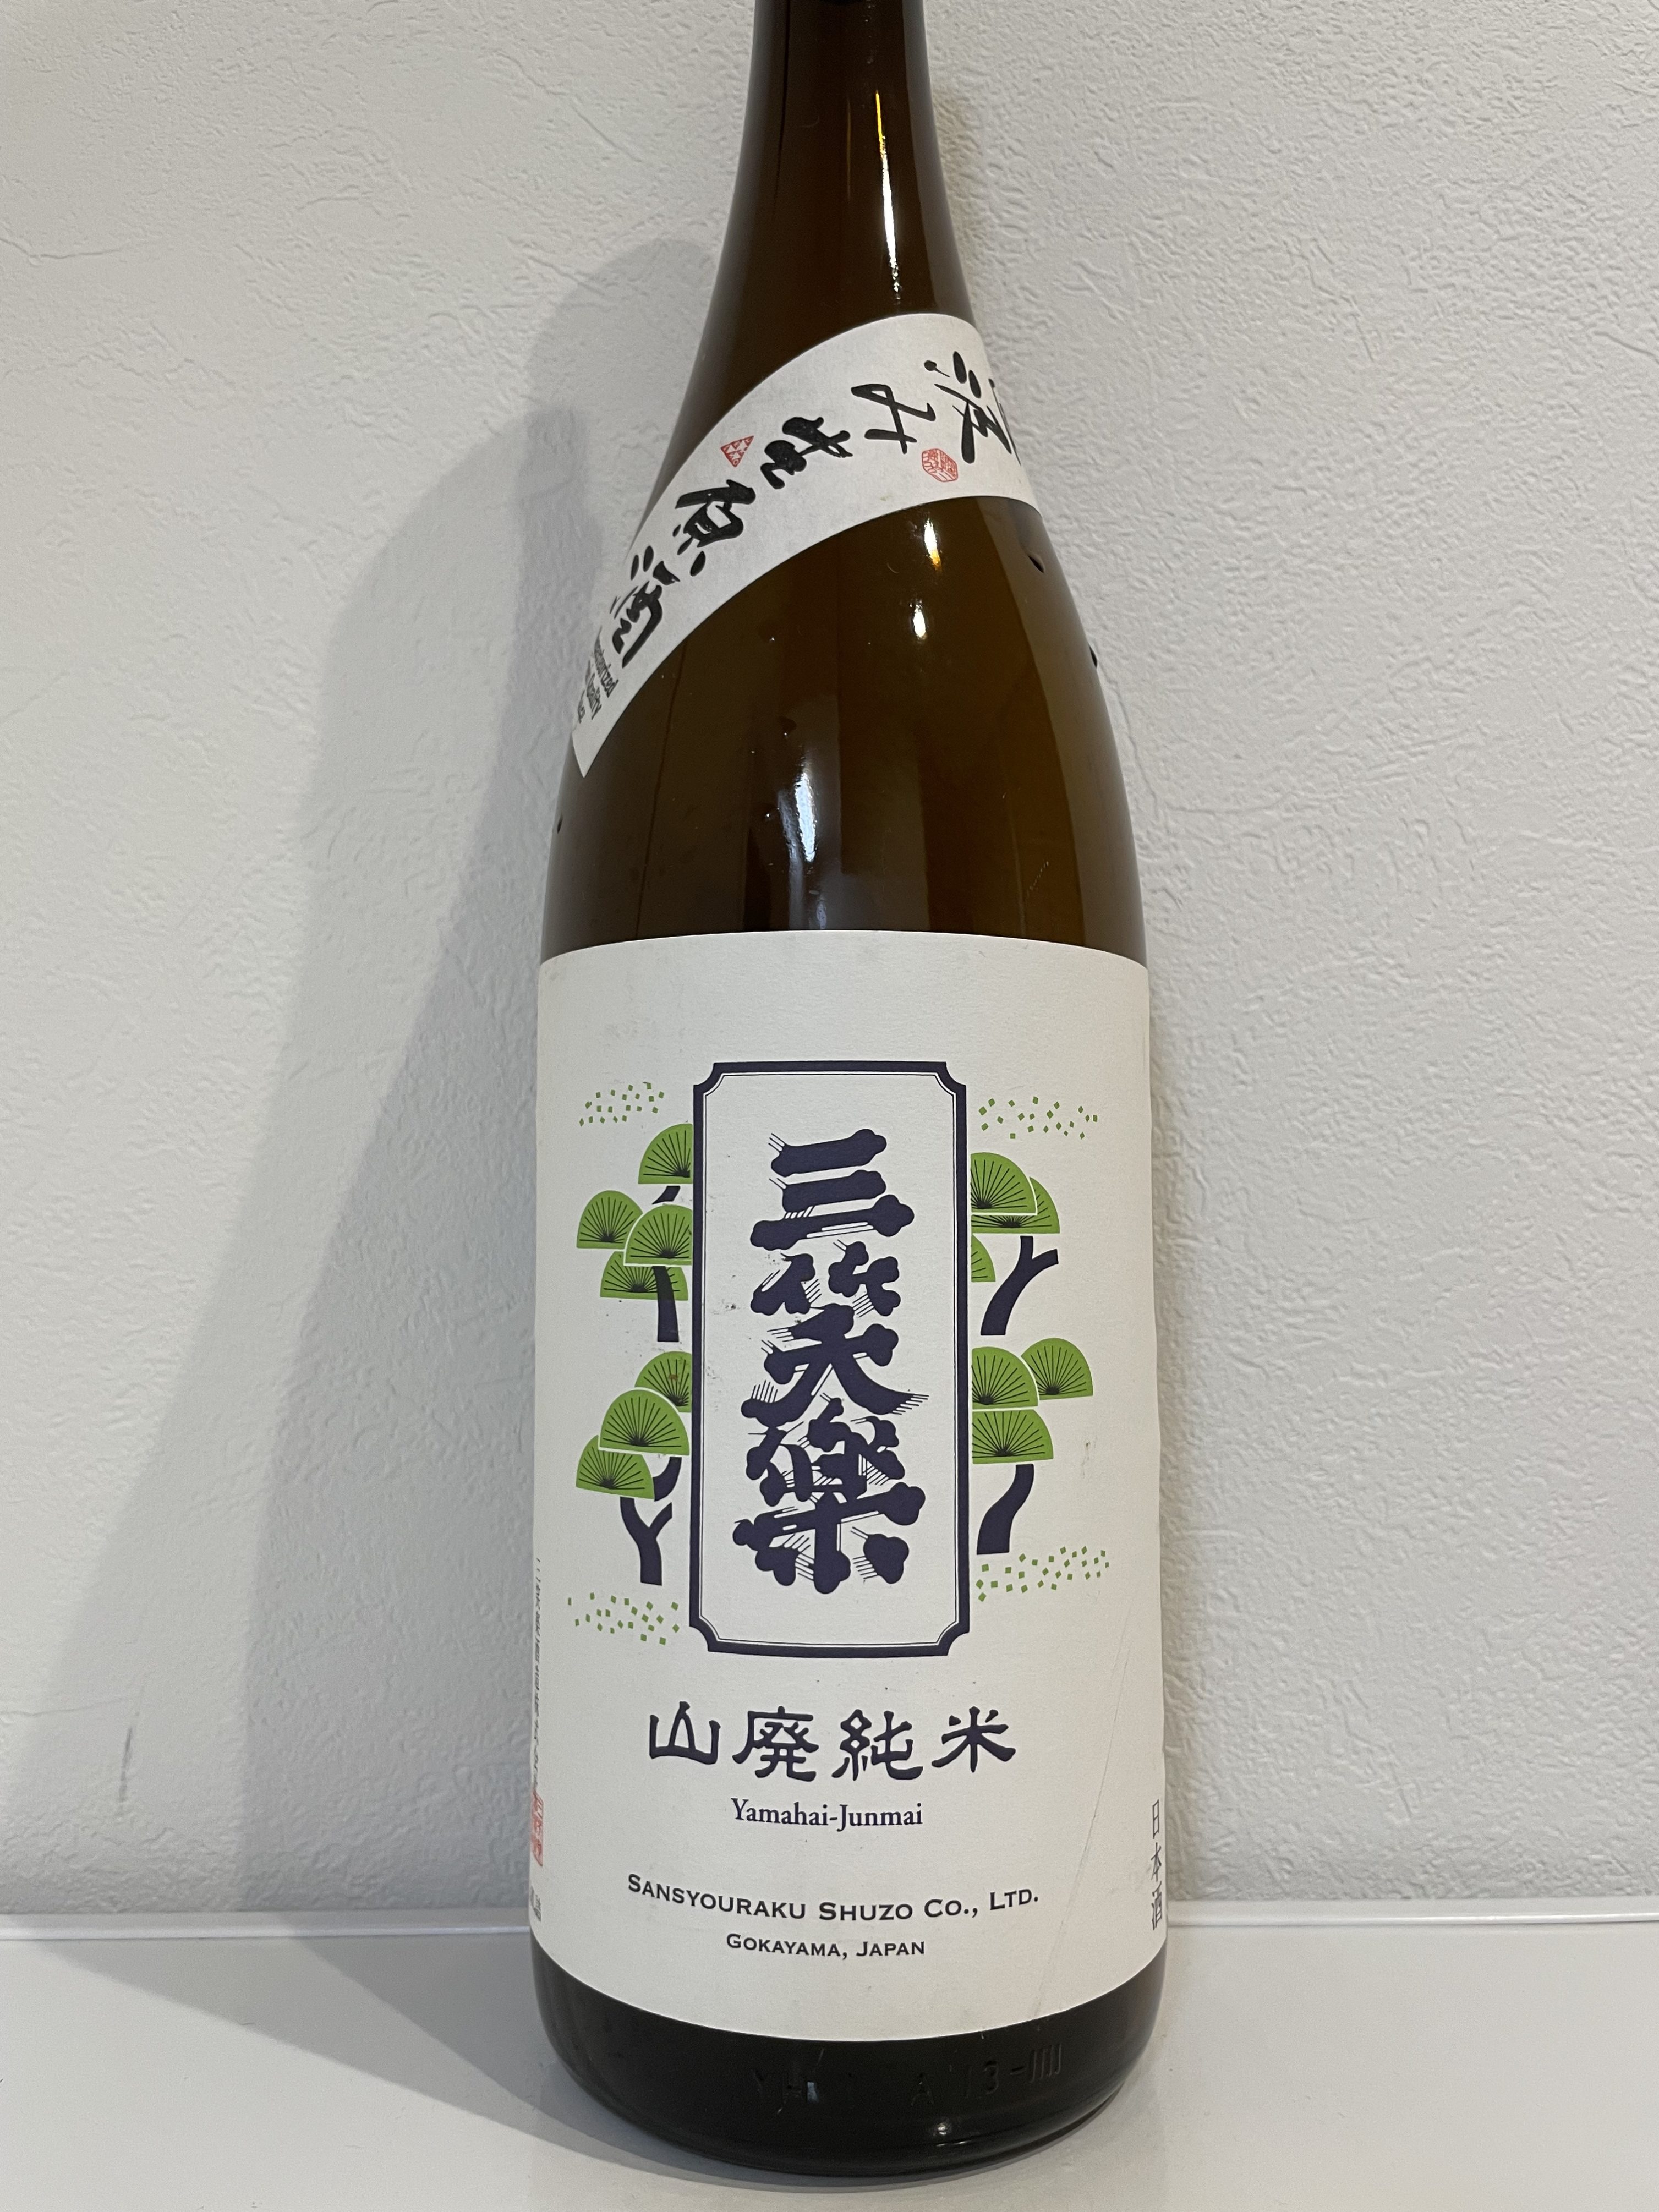 汲み
生原酒
三笑樂
山廃純米
Yamahai-Junmai
SANSYOURAKU SHUZO CO., LTD.
GOKAYAMA, JAPAN
日本酒